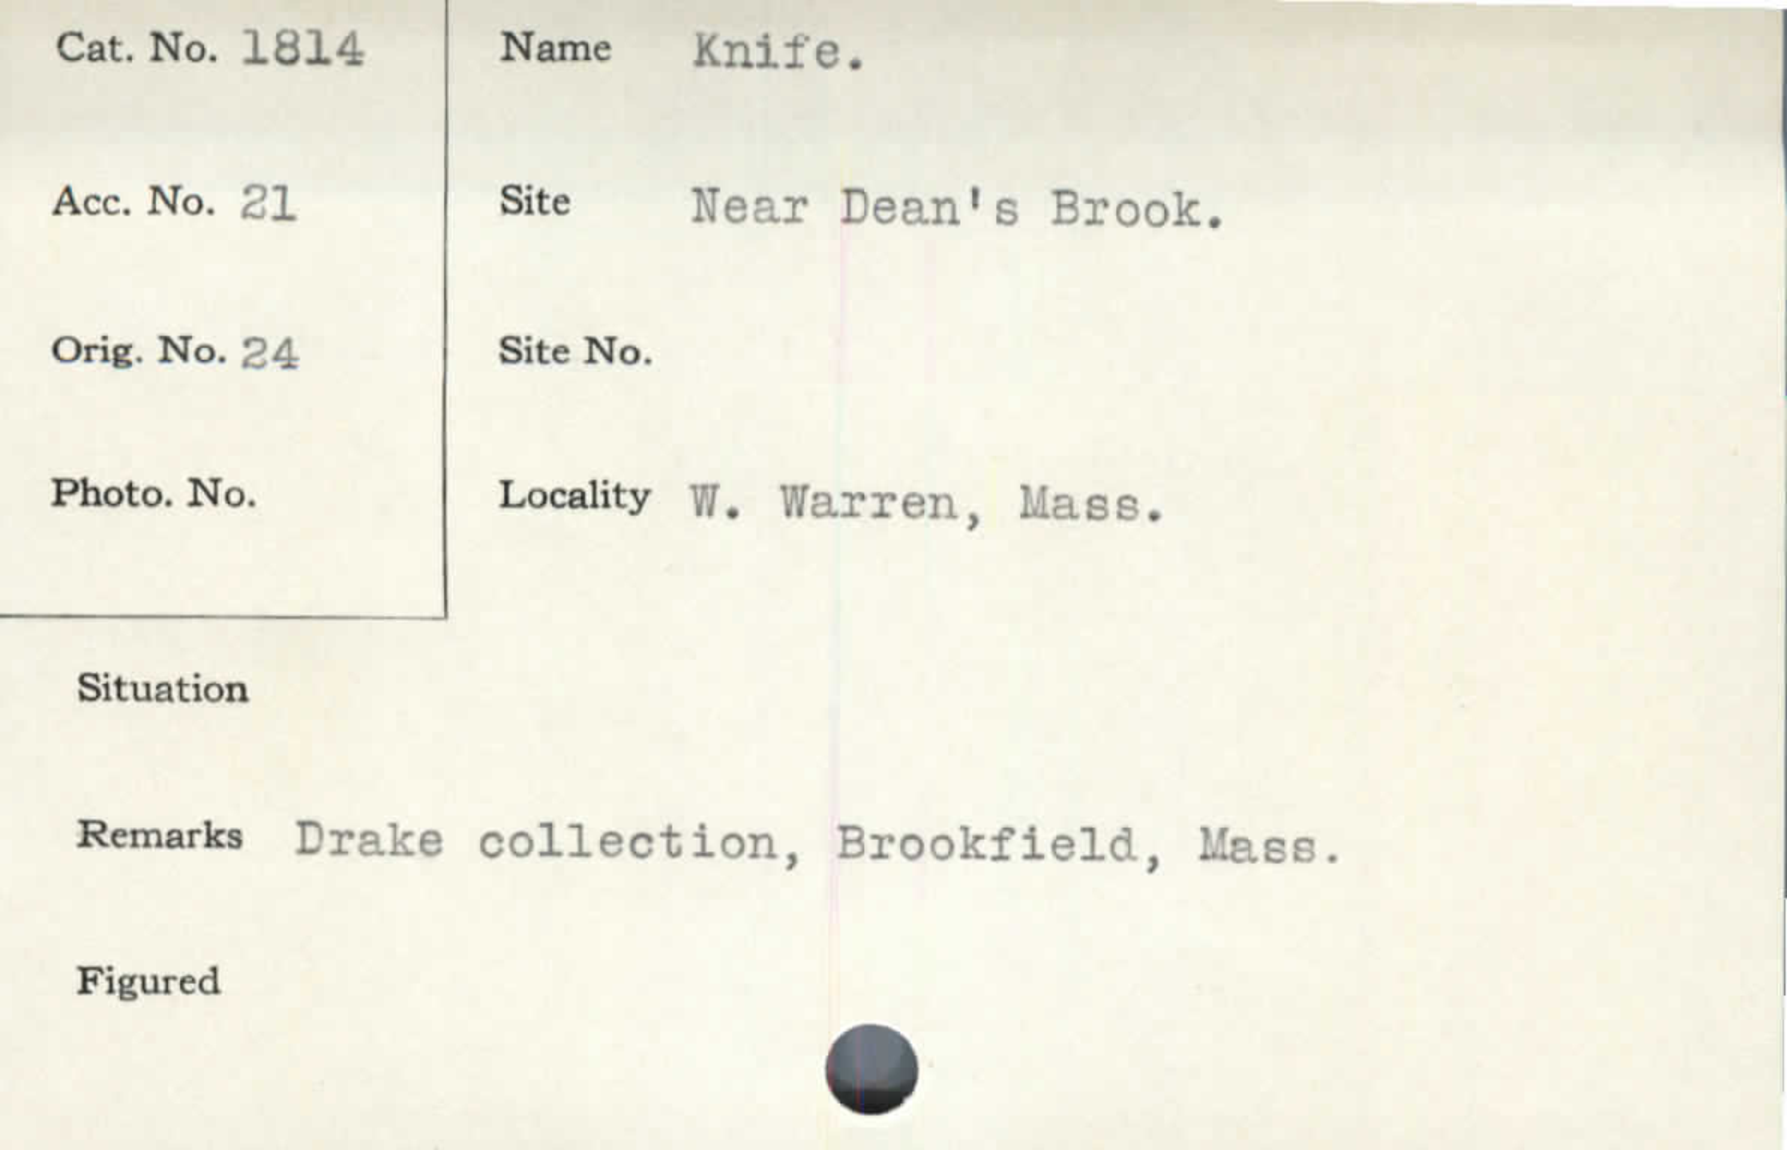 Cat. No. 1814
Name Knife.
Acc. No. 21
Site Near Dean's Brook.
Orig. No. 24
Site No.
Photo. No.
Locality W. Warren, Mass.
Situation
Remarks Drake collection, Brookfield, Mass.
Figured